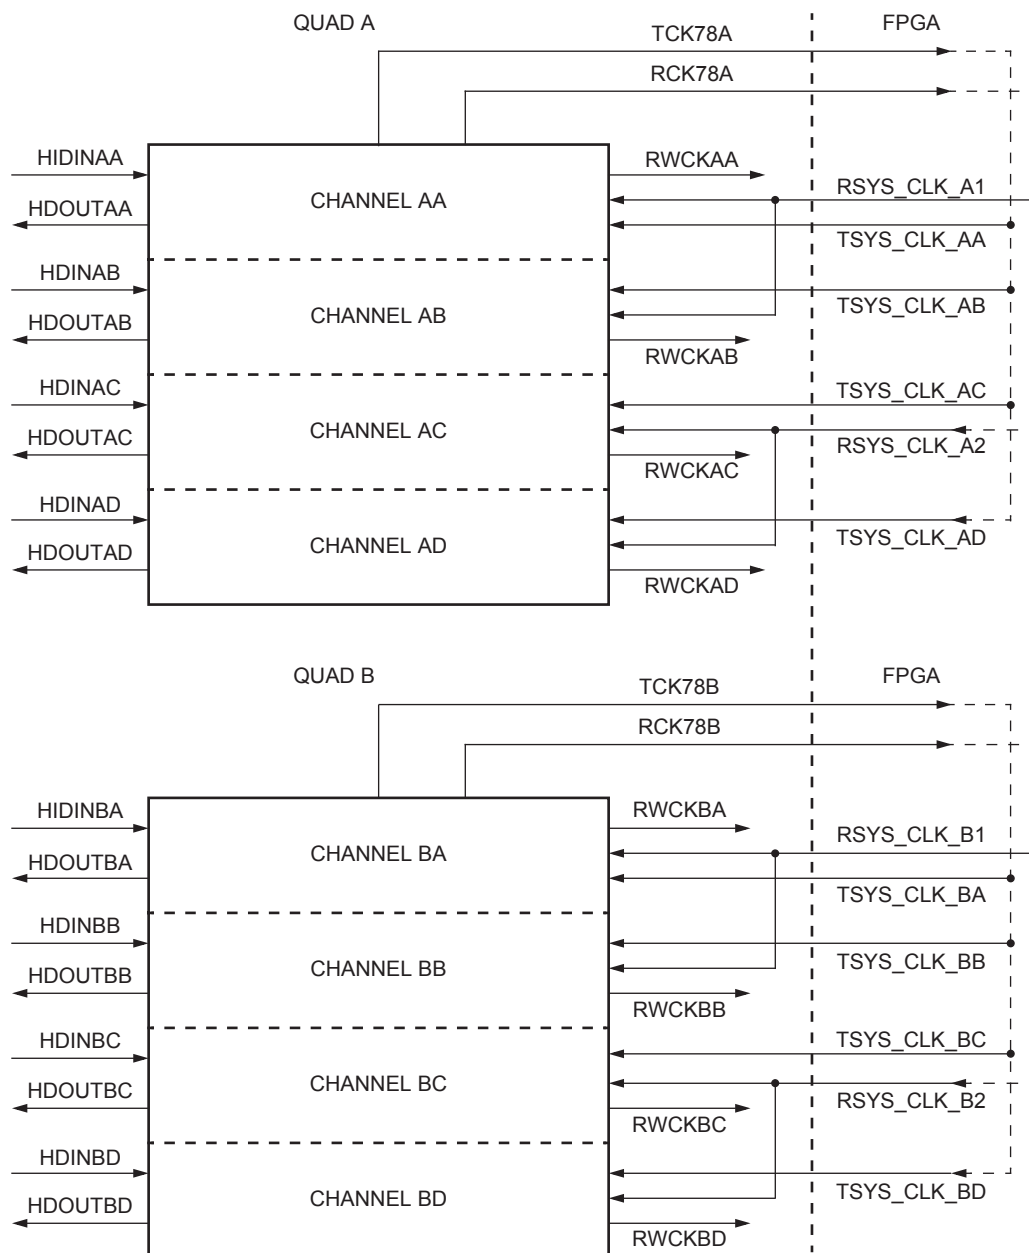 QUAD A
TCK78A
FPGA
RCK78A
HIDINAA
RWCKAA
CHANNEL AA
RSYS_CLK_A1
HDOUTAA
TSYS_CLK_AA
HDINAB
CHANNEL AB
TSYS_CLK_AB
HDOUTAB
RWCKAB
HDINAC
TSYS_CLK_AC
CHANNEL AC
HDOUTAC
RSYS_CLK_A2
RWCKAC
HDINAD
TSYS_CLK_AD
CHANNEL AD
HDOUTAD
RWCKAD
QUAD B
TCK78B
FPGA
RCK78B
HIDINBA
RWCKBA
CHANNEL BA
RSYS_CLK_B1
HDOUTBA
TSYS_CLK_BA
HDINBB
CHANNEL BB
TSYS_CLK_BB
HDOUTBB
RWCKBB
HDINBC
TSYS_CLK_BC
CHANNEL BC
HDOUTBC
RSYS_CLK_B2
RWCKBC
HDINBD
TSYS_CLK_BD
CHANNEL BD
HDOUTBD
RWCKBD